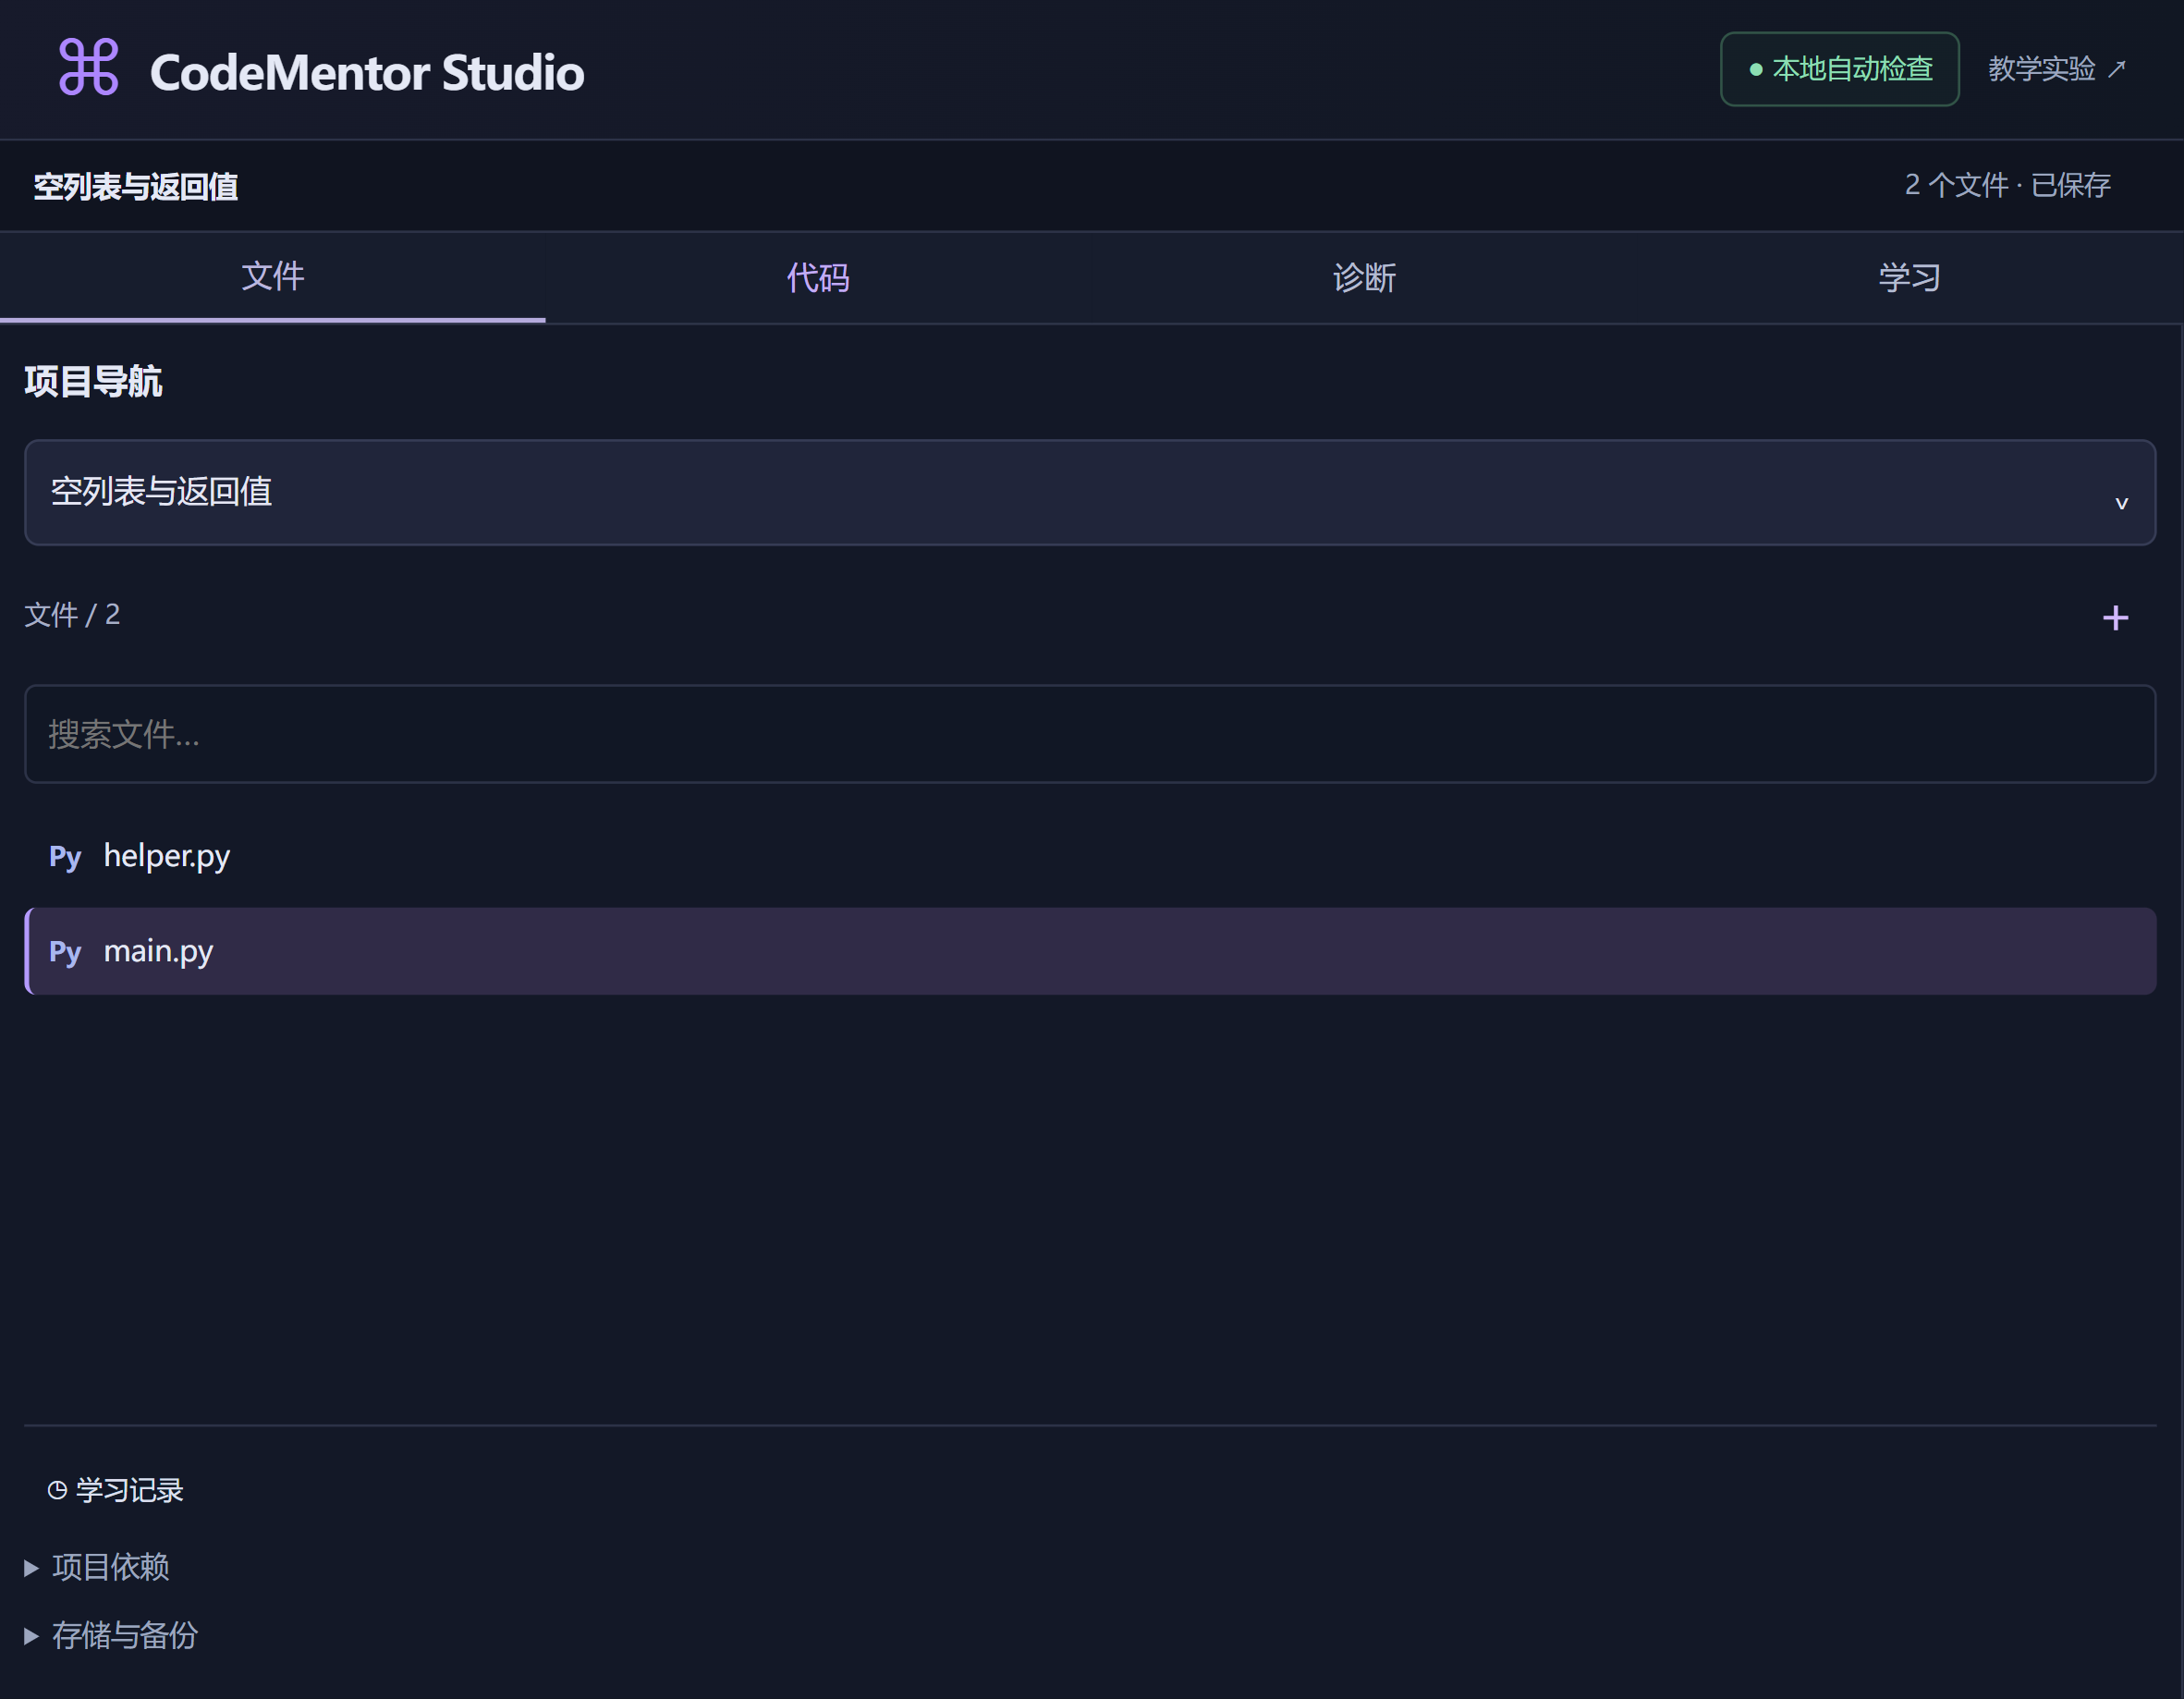 ⌘ CodeMentor Studio
● 本地自动检查 教学实验 ↗
空列表与返回值 2 个文件 · 已保存
文件 代码 诊断 学习
项目导航
空列表与返回值
文件 / 2 +
搜索文件...
Py helper.py
Py main.py
◷ 学习记录
▶ 项目依赖
▶ 存储与备份